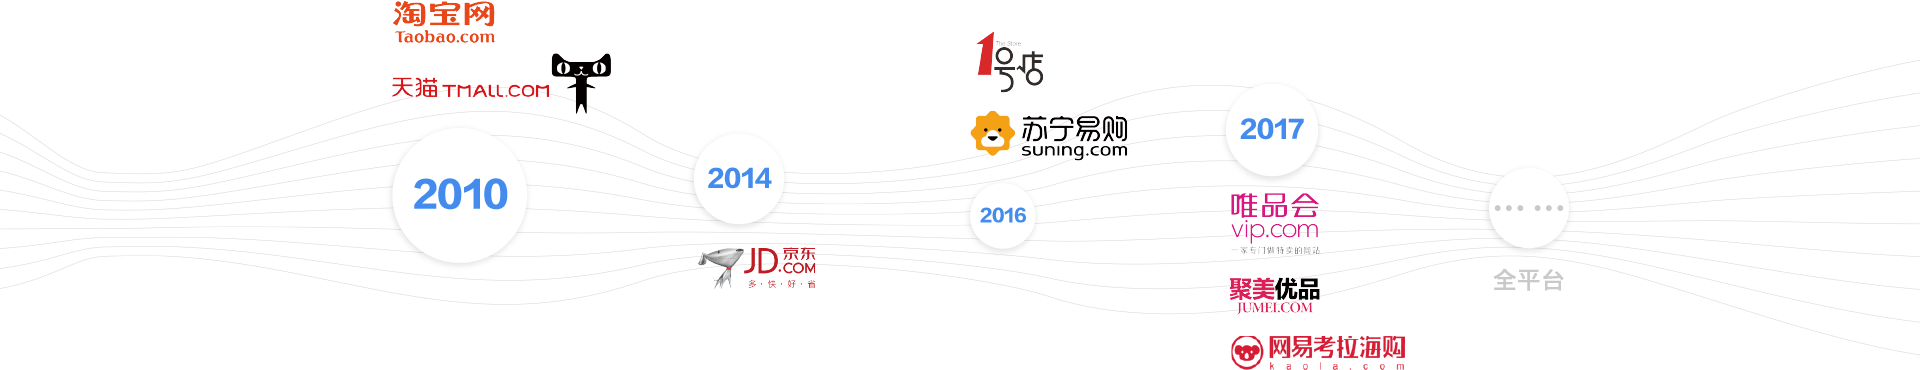 淘宝网
Taobao.com
天猫 TMALL.COM
2010
2014
JD 京东
.COM
多·快·好·省
The Store
1号店
苏宁易购
suning.com
2016
2017
唯品会
vip.com
一家专门做特卖的网站
聚美优品
JUMEI.COM
网易考拉海购
kaola.com
... ...
全平台